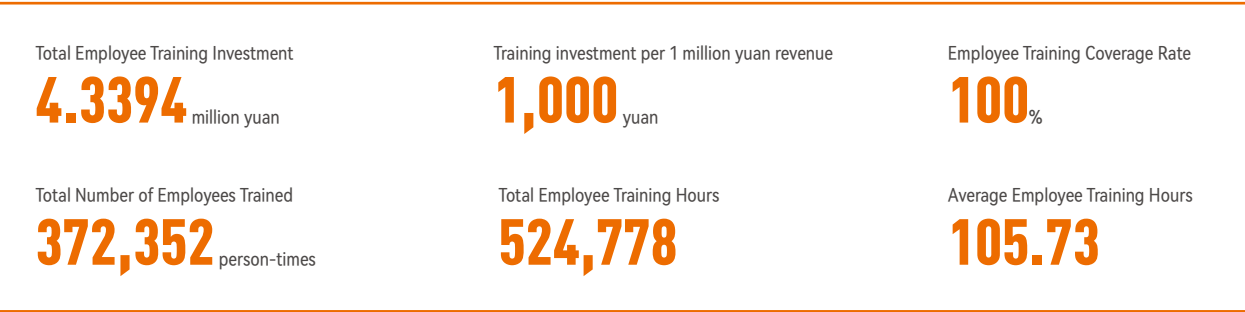 Total Employee Training Investment
4.3394 million yuan
Training investment per 1 million yuan revenue
1,000 yuan
Employee Training Coverage Rate
100%
Total Number of Employees Trained
372,352 person-times
Total Employee Training Hours
524,778
Average Employee Training Hours
105.73